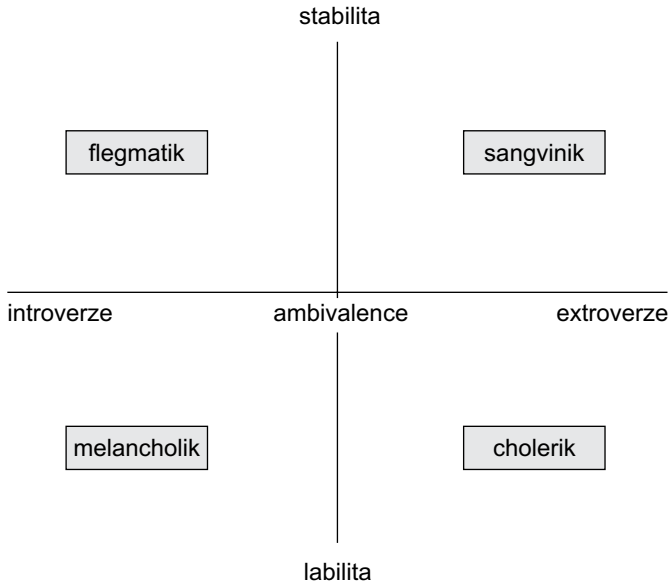 stabilita
flegmatik
sangvinik
introverze
ambivalence
extroverze
melancholik
cholerik
labilita